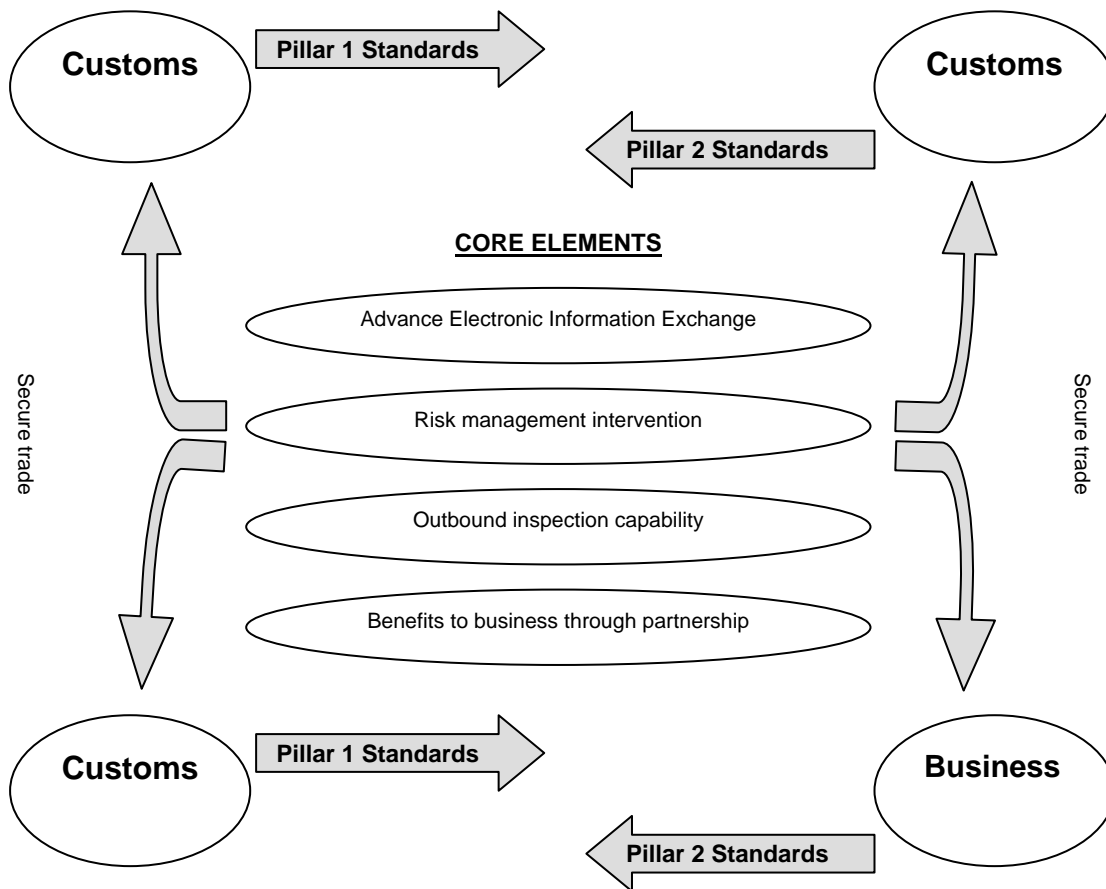 Customs
Pillar 1 Standards
Customs
Pillar 2 Standards
CORE ELEMENTS
Advance Electronic Information Exchange
Risk management intervention
Secure trade
Secure trade
Outbound inspection capability
Benefits to business through partnership
Customs
Pillar 1 Standards
Business
Pillar 2 Standards